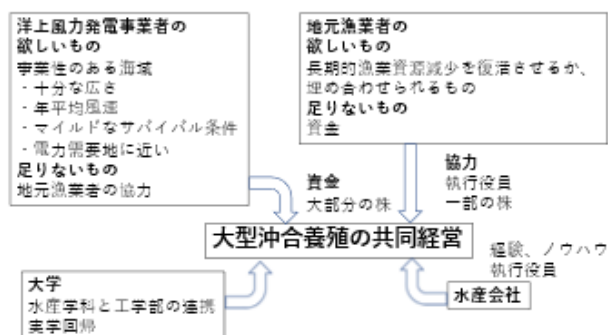 洋上風力発電事業者の
欲しいもの
事業性のある海域
・十分な広さ
・年平均風速
・マイルドなサバイバル条件
・電力需要地に近い
足りないもの
地元漁業者の協力
地元漁業者の
欲しいもの
長期的漁業資源減少を復活させるか、
埋め合わせられるもの
足りないもの
資金
資金
大部分の株
協力
執行役員
一部の株
大型沖合養殖の共同経営
経験、ノウハウ
執行役員
水産会社
大学
水産学科と工学部の連携
実学回帰